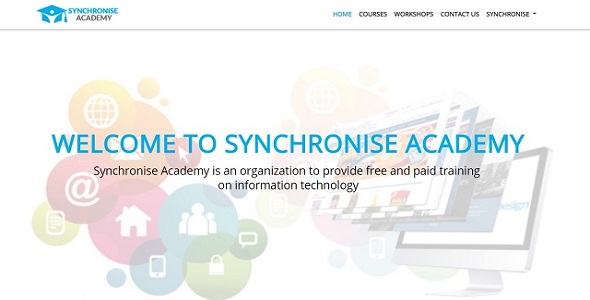 SYNCHRONISE
ACADEMY
HOME COURSES WORKSHOPS CONTACT US SYNCHRONISE
WELCOME TO SYNCHRONISE ACADEMY
Synchronise Academy is an organization to provide free and paid training
on information technology